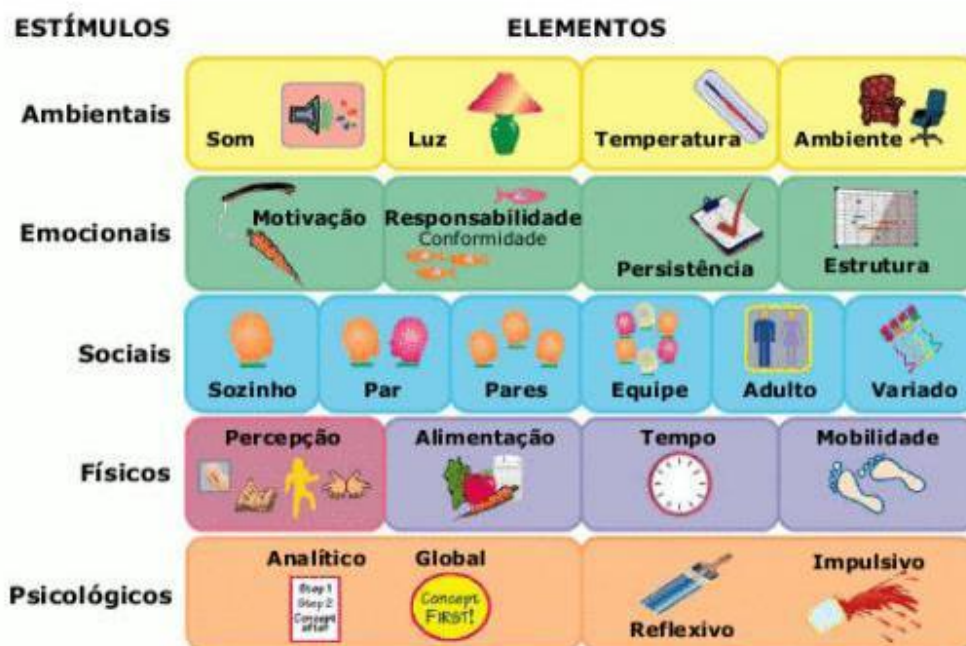 ESTÍMULOS ELEMENTOS
Ambientais
Som Luz Temperatura Ambiente
Emocionais
Motivação Responsabilidade
Conformidade
Persistência Estrutura
Sociais
Sozinho Par Pares Equipe Adulto Variado
Físicos
Percepção Alimentação Tempo Mobilidade
Psicológicos
Analítico Global Impulsivo
Step 1
Step 2
Concept
after!
Concept
FIRST!
Reflexivo